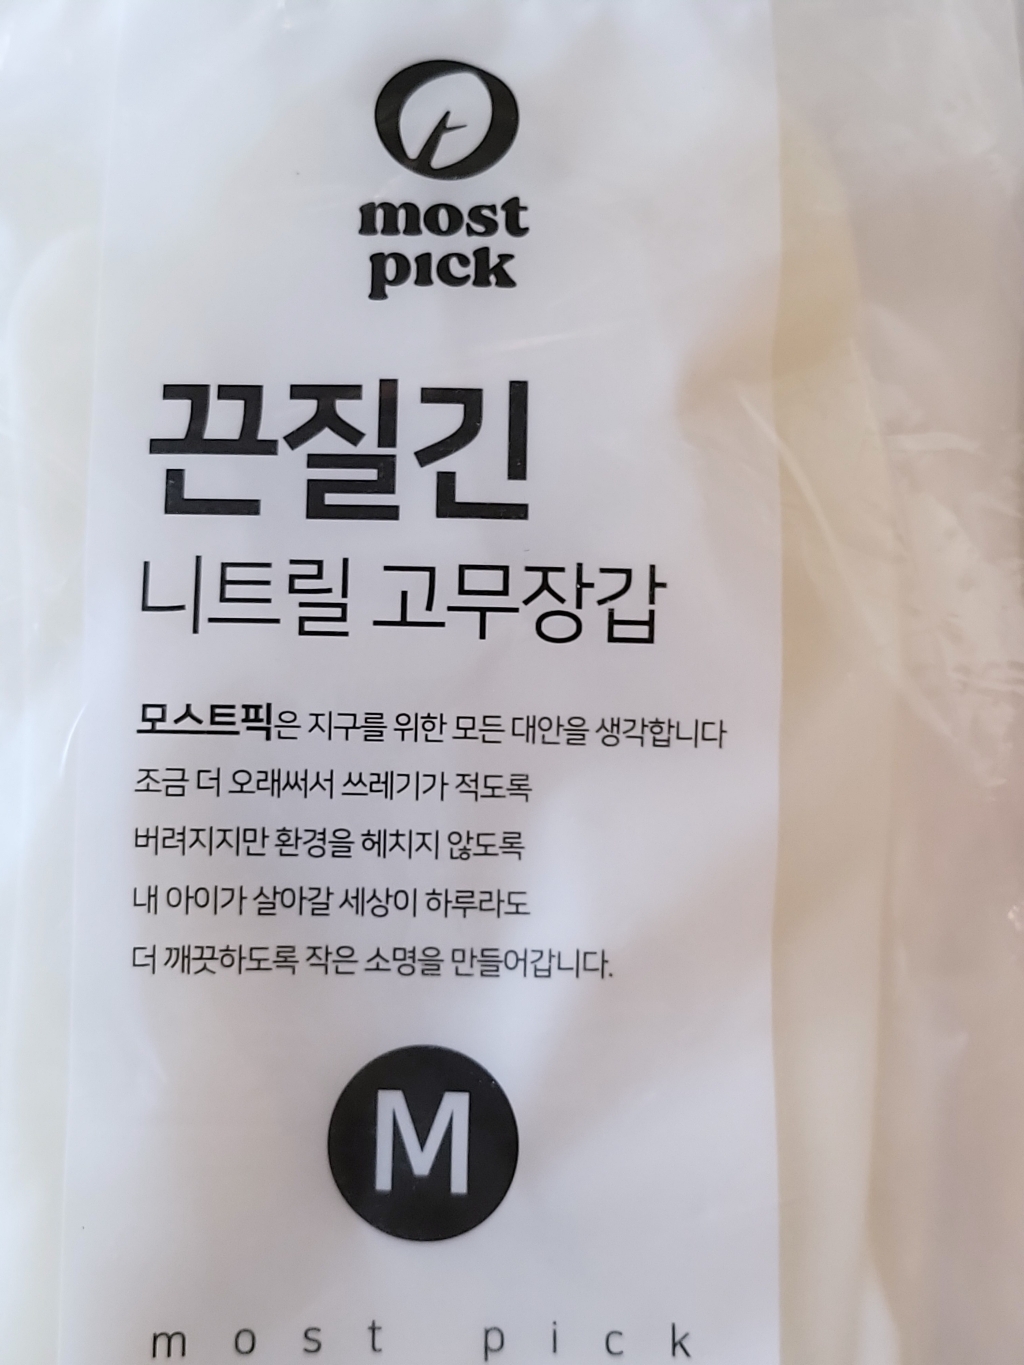 most
pick
끈질긴
니트릴 고무장갑
모스트픽은 지구를 위한 모든 대안을 생각합니다
조금 더 오래써서 쓰레기가 적도록
버려지지만 환경을 헤치지 않도록
내 아이가 살아갈 세상이 하루라도
더 깨끗하도록 작은 소명을 만들어갑니다.
M
most pick